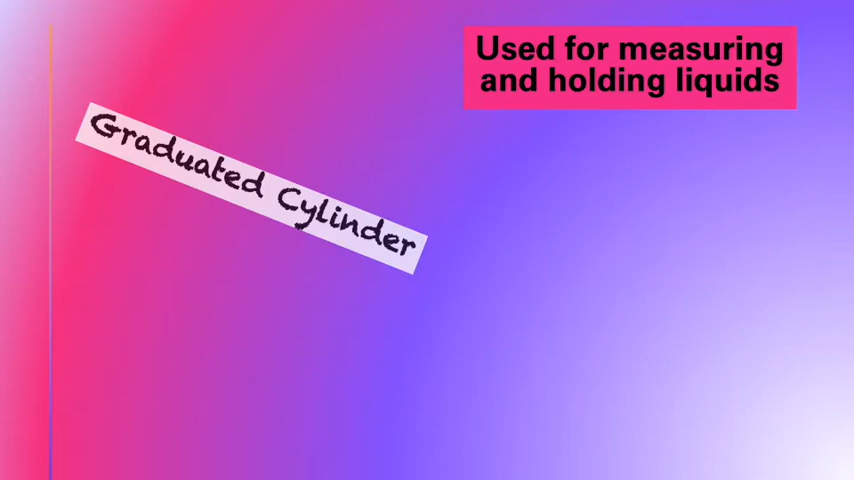 Used for measuring
and holding liquids
Graduated Cylinder